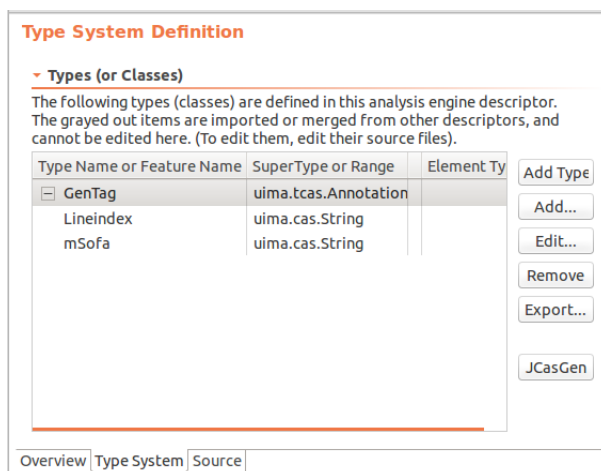 Type System Definition
Types (or Classes)
The following types (classes) are defined in this analysis engine descriptor.
The grayed out items are imported or merged from other descriptors, and
cannot be edited here. (To edit them, edit their source files).
Type Name or Feature Name SuperType or Range Element Ty
GenTag uima.tcas.Annotation
Lineindex uima.cas.String
mSofa uima.cas.String
Add Type
Add...
Edit...
Remove
Export...
JCasGen
Overview Type System Source